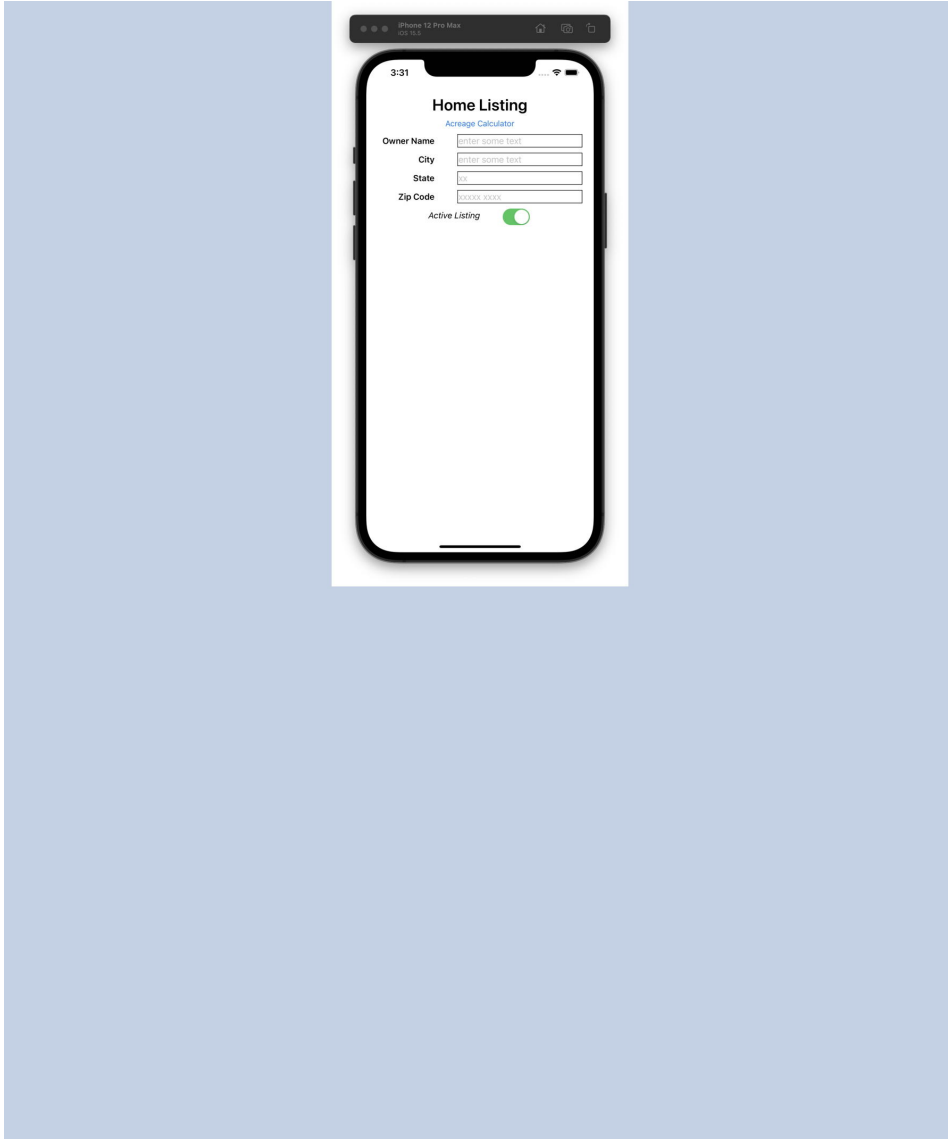 iPhone 12 Pro Max
iOS 15.5
3:31
Home Listing
Acreage Calculator
Owner Name enter some text
City enter some text
State xx
Zip Code xxxxx xxxx
Active Listing